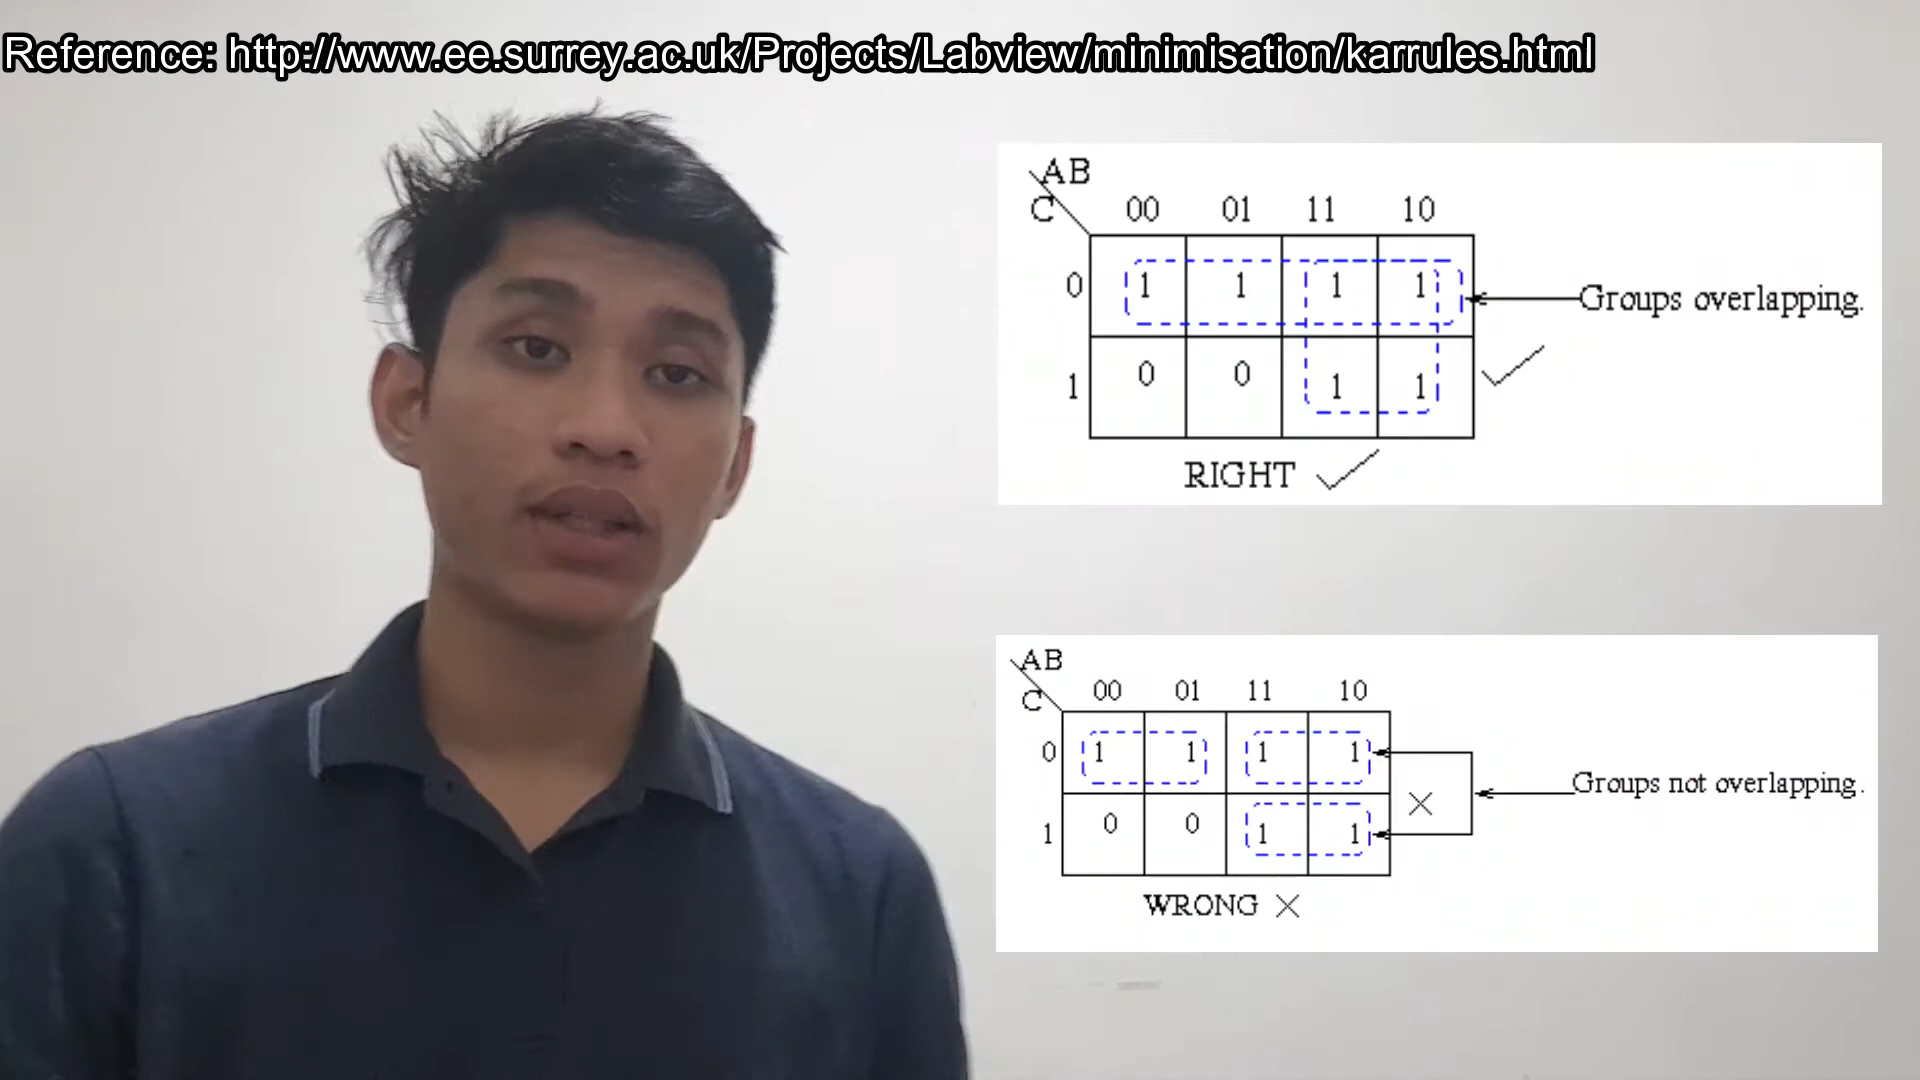 Reference: http://www.ee.surrey.ac.uk/Projects/Labview/minimisation/karrules.html
AB
C
00 01 11 10
0 1 1 1 1
Groups overlapping.
1 0 0 1 1
RIGHT
AB
C
00 01 11 10
0 1 1 1 1
Groups not overlapping.
1 0 0 1 1
WRONG